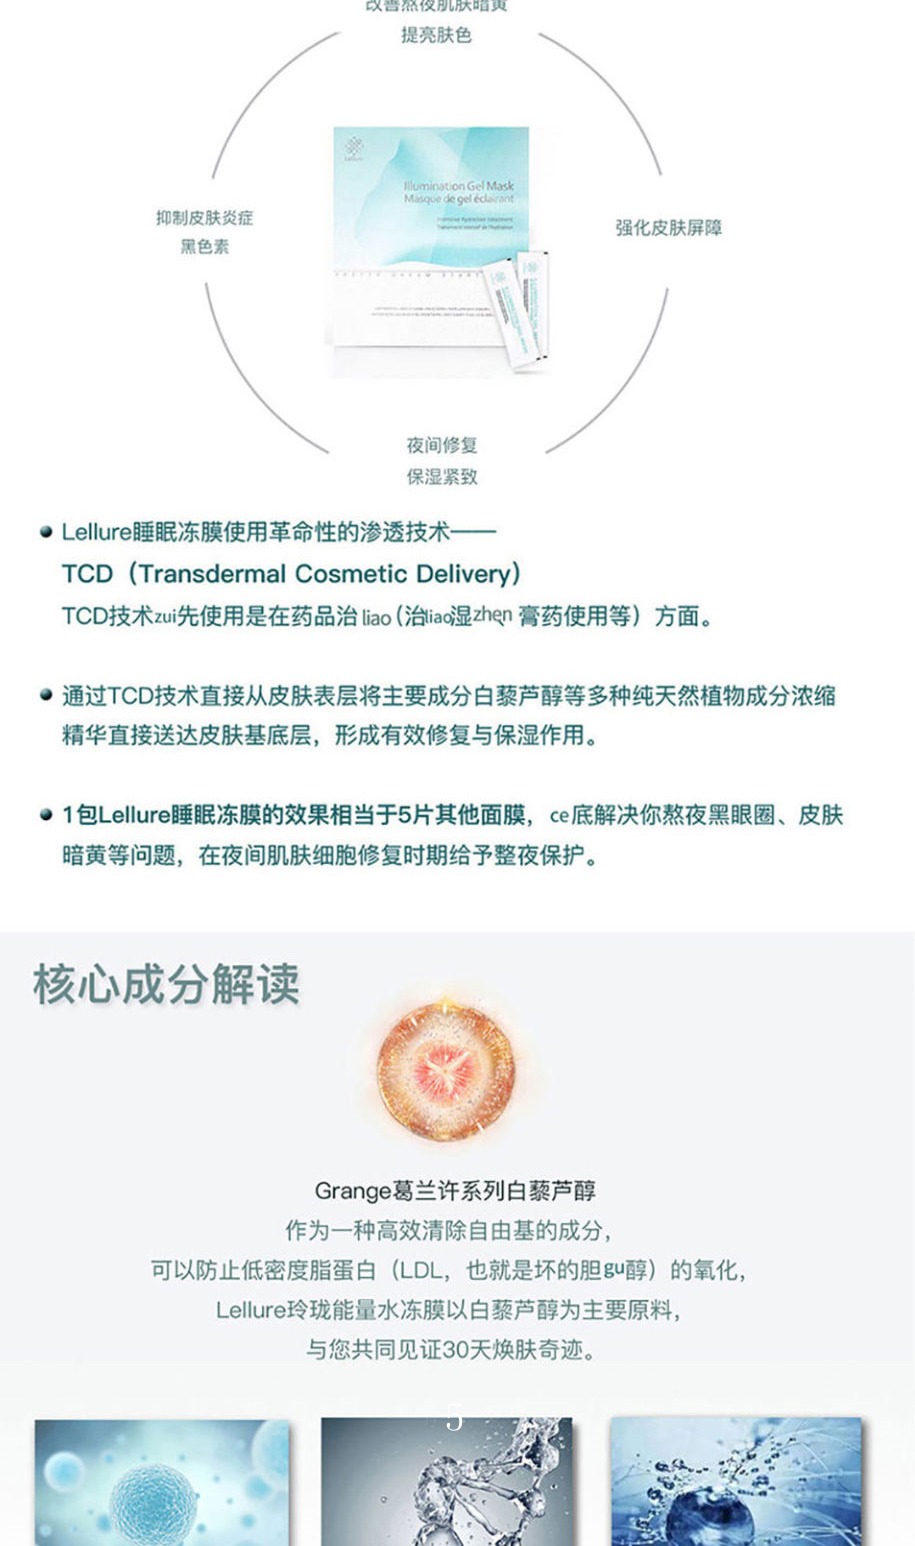 改善熬夜肌肤暗黄
提亮肤色
Lellure
Illumination Gel Mask
Masque de gel éclairant
Intensive hydration treatment
Traitement intensif de l'hydration
抑制皮肤炎症
黑色素
强化皮肤屏障
夜间修复
保湿紧致
Lellure睡眠冻膜使用革命性的渗透技术——
TCD（Transdermal Cosmetic Delivery）
TCD技术zui先使用是在药品治liao（治liao湿zhen 膏药使用等）方面。
通过TCD技术直接从皮肤表层将主要成分白藜芦醇等多种纯天然植物成分浓缩
精华直接送达皮肤基底层，形成有效修复与保湿作用。
1包Lellure睡眠冻膜的效果相当于5片其他面膜，ce底解决你熬夜黑眼圈、皮肤
暗黄等问题，在夜间肌肤细胞修复时期给予整夜保护。
核心成分解读
Grange葛兰许系列白藜芦醇
作为一种高效清除自由基的成分，
可以防止低密度脂蛋白（LDL，也就是坏的胆gu醇）的氧化，
Lellure玲珑能量水冻膜以白藜芦醇为主要原料，
与您共同见证30天焕肤奇迹。
5